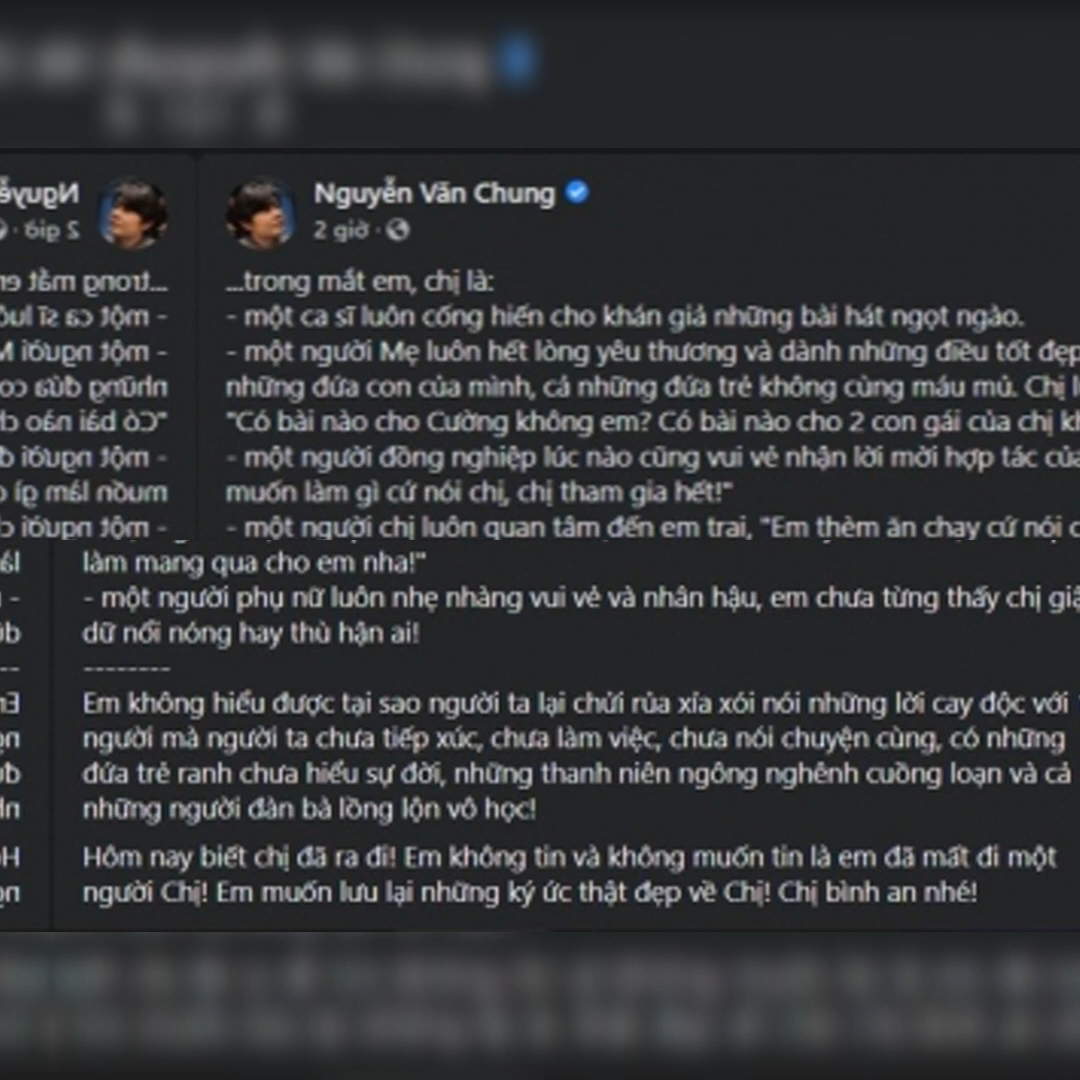 Nguyễn Văn Chung
2 giờ ·
...trong mắt em, chị là:
- một ca sĩ luôn cống hiến cho khán giả những bài hát ngọt ngào.
- một người Mẹ luôn hết lòng yêu thương và dành những điều tốt đẹp
những đứa con của mình, cả những đứa trẻ không cùng máu mủ. Chị
"Có bài nào cho Cường không em? Có bài nào cho 2 con gái của chị
- một người đồng nghiệp lúc nào cũng vui vẻ nhận lời mời hợp tác của
muốn làm gì cứ nói chị, chị tham gia hết!"
- một người chị luôn quan tâm đến em trai, "Em thèm ăn chay cứ nói
làm mang qua cho em nha!"
- một người phụ nữ luôn nhẹ nhàng vui vẻ và nhân hậu, em chưa từng thấy chị
dữ nổi nóng hay thù hận ai!
--------
Em không hiểu được tại sao người ta lại chửi rủa xỉa xói nói những lời cay độc với
người mà người ta chưa tiếp xúc, chưa làm việc, chưa nói chuyện cùng, có những
đứa trẻ ranh chưa hiểu sự đời, những thanh niên ngông nghênh cuồng loạn và cả
những người đàn bà lồng lộn vô học!
Hôm nay biết chị đã ra đi! Em không tin và không muốn tin là em đã mất đi một
người Chị! Em muốn lưu lại những ký ức thật đẹp về Chị! Chị bình an nhé!